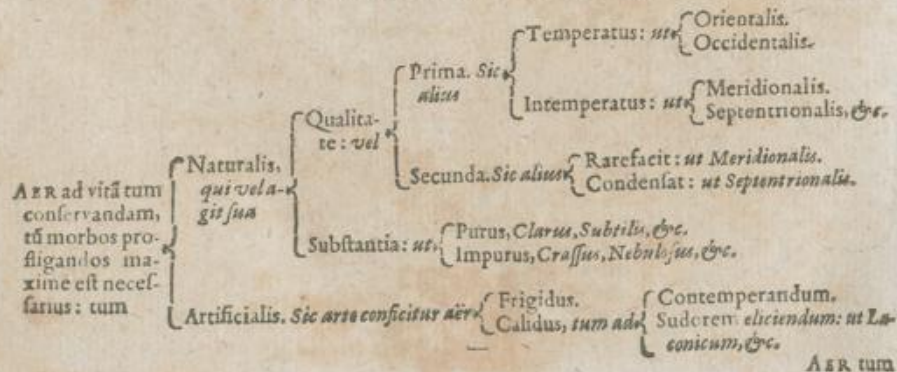 AER ad vitã tum
conservandam,
tũ morbos pro-
fligandos ma-
xime est neces-
sarius: tum
Naturalis,
qui vel a-
git sua
Qualita-
te: vel
Prima. Sic
alius
Temperatus: ut
Orientalis.
Occidentalis.
Intemperatus: ut
Meridionalis.
Septentrionalis, &c.
Secunda. Sic alius
Rarefacit: ut Meridionalis.
Condensat: ut Septentrionalis.
Substantia: ut
Purus, Clarus, Subtilis, &c.
Impurus, Crassus, Nebulosus, &c.
Artificialis. Sic arte conficitur aër
Frigidus.
Calidus, tum ad
Contemperandum.
Sudorem eliciendum: ut La-
conicum, &c.
AER tum